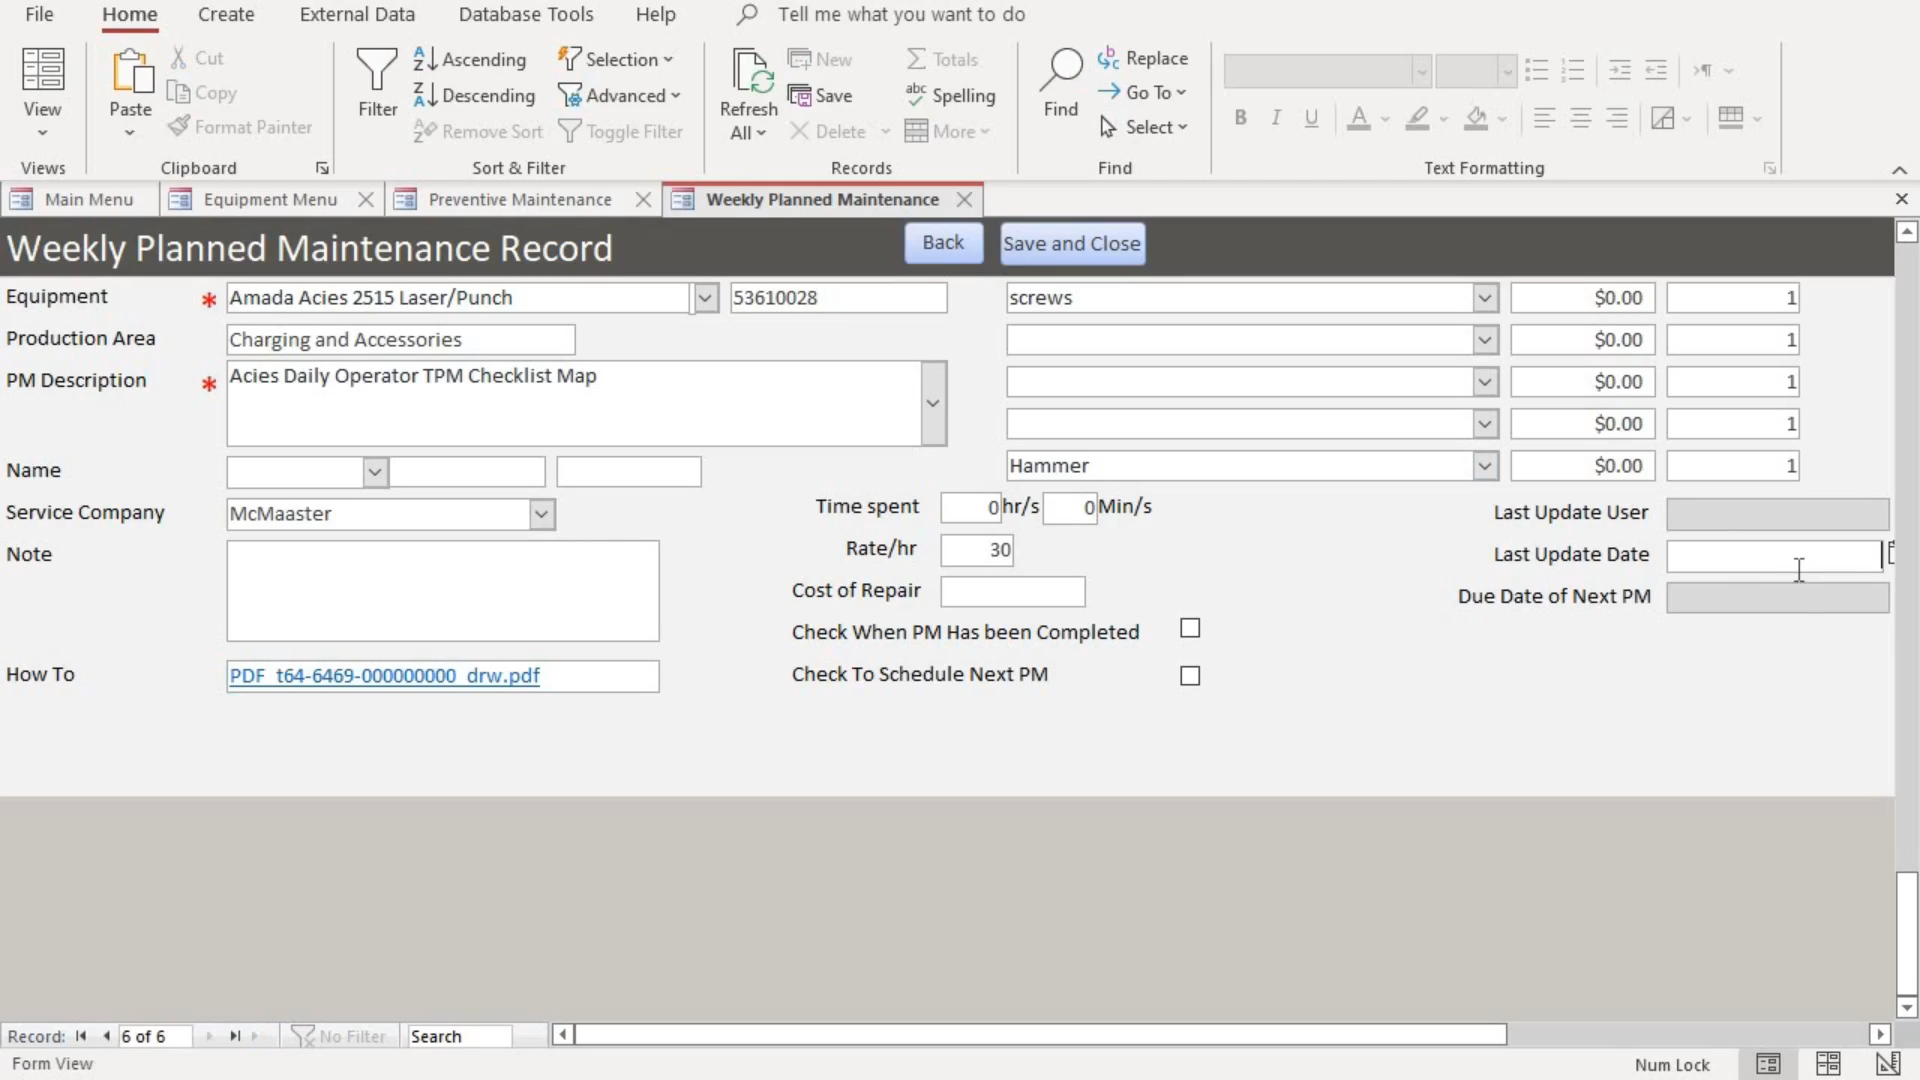 File Home Create External Data Database Tools Help Tell me what you want to do
View
Views
Paste
Cut
Copy
Format Painter
Clipboard
Filter
Ascending
Descending
Remove Sort
Selection
Advanced
Toggle Filter
Sort & Filter
Refresh
All
New
Save
Delete
Totals
Spelling
More
Records
Find
Replace
Go To
Select
Find
B I U A
Text Formatting
Main Menu Equipment Menu Preventive Maintenance Weekly Planned Maintenance
Weekly Planned Maintenance Record Back Save and Close
Equipment * Amada Acies 2515 Laser/Punch 53610028
Production Area Charging and Accessories
PM Description * Acies Daily Operator TPM Checklist Map
Name
Service Company McMaaster
Note
How To PDF_t64-6469-000000000_drw.pdf
screws $0.00 1
$0.00 1
$0.00 1
$0.00 1
Hammer $0.00 1
Time spent 0 hr/s 0 Min/s
Rate/hr 30
Cost of Repair
Check When PM Has been Completed
Check To Schedule Next PM
Last Update User
Last Update Date
Due Date of Next PM
Record: 6 of 6 No Filter Search
Form View Num Lock